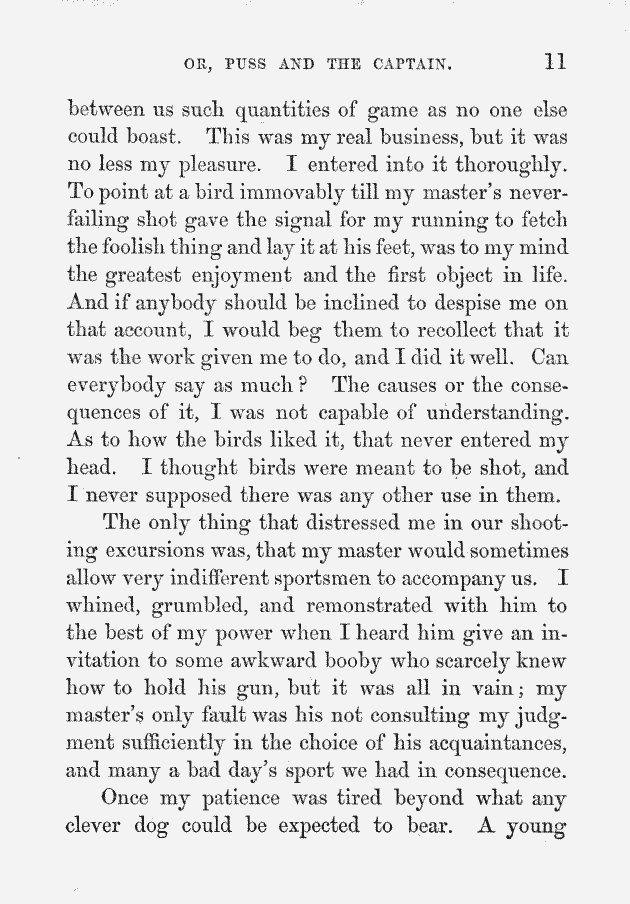 OR, PUSS AND THE CAPTAIN. 11
between us such quantities of game as no one else
could boast. This was my real business, but it was
no less my pleasure. I entered into it thoroughly.
To point at a bird immovably till my master's never-
failing shot gave the signal for my running to fetch
the foolish thing and lay it at his feet, was to my mind
the greatest enjoyment and the first object in life.
And if anybody should be inclined to despise me on
that account, I would beg them to recollect that it
was the work given me to do, and I did it well. Can
everybody say as much? The causes or the conse-
quences of it, I was not capable of understanding.
As to how the birds liked it, that never entered my
head. I thought birds were meant to be shot, and
I never supposed there was any other use in them.
The only thing that distressed me in our shoot-
ing excursions was, that my master would sometimes
allow very indifferent sportsmen to accompany us. I
whined, grumbled, and remonstrated with him to
the best of my power when I heard him give an in-
vitation to some awkward booby who scarcely knew
how to hold his gun, but it was all in vain; my
master's only fault was his not consulting my judg-
ment sufficiently in the choice of his acquaintances,
and many a bad day's sport we had in consequence.
Once my patience was tired beyond what any
clever dog could be expected to bear. A young